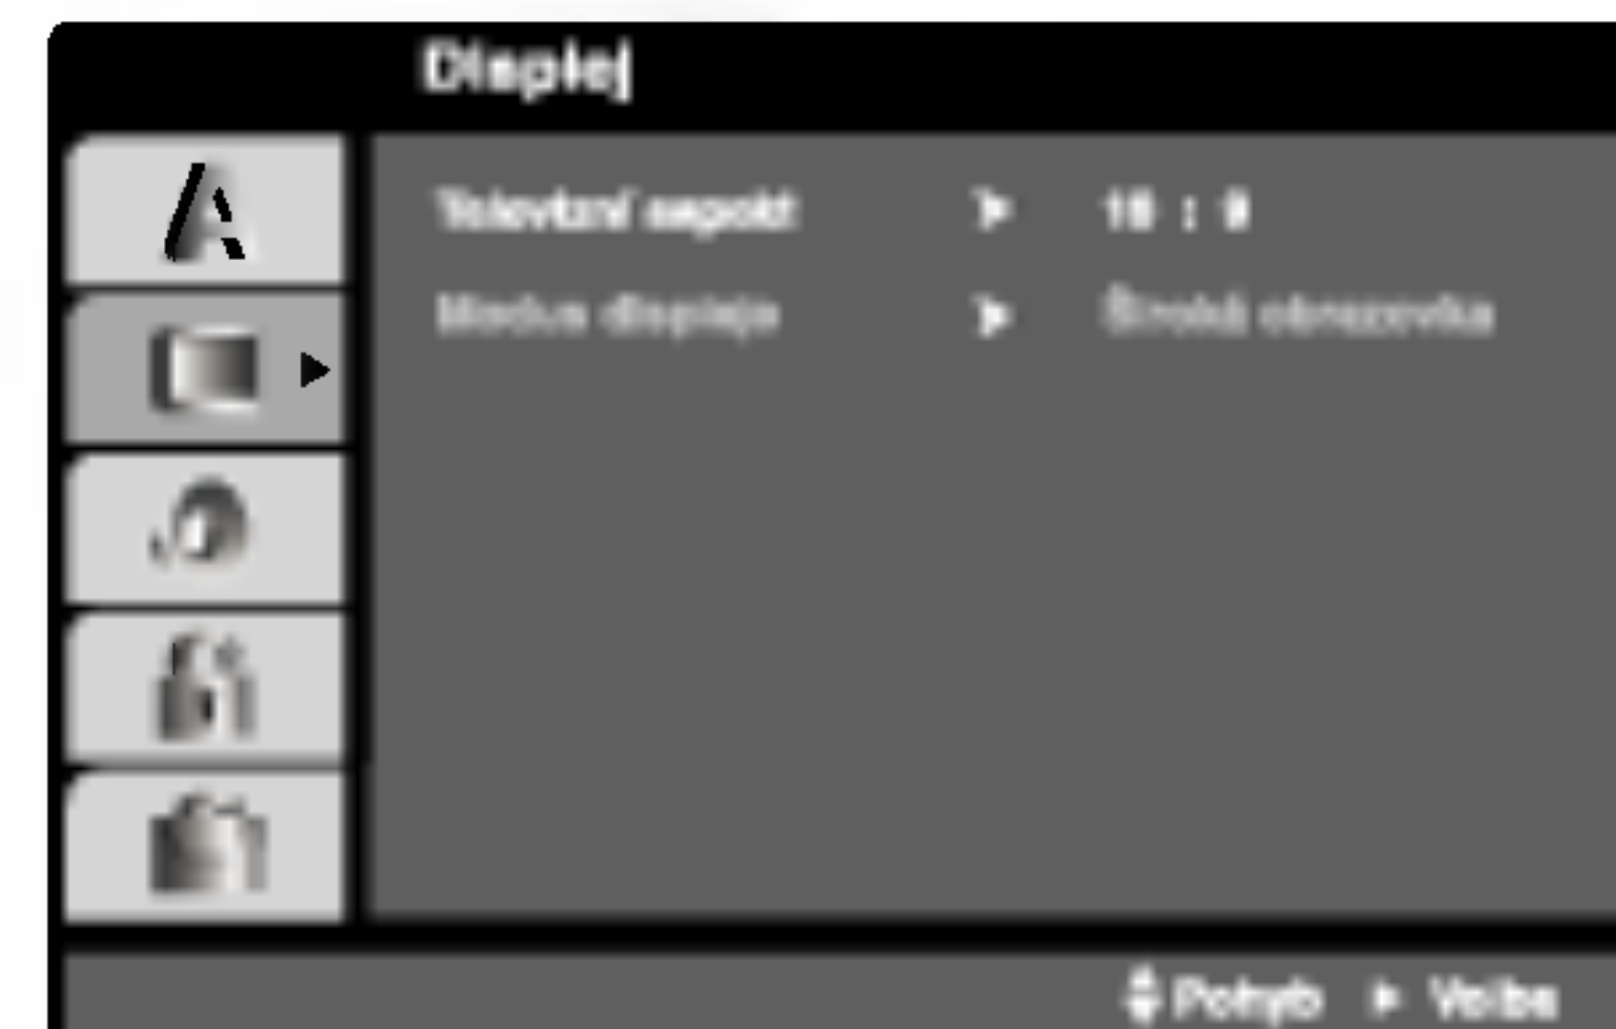 Displej
A
Televizní aspekt 16 : 9
Modus displeje Široká obrazovka
Pohyb Volba